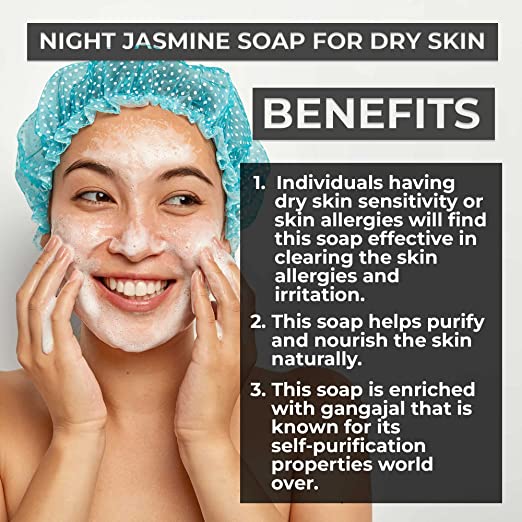 NIGHT JASMINE SOAP FOR DRY SKIN
BENEFITS
1. Individuals having
dry skin sensitivity or
skin allergies will find
this soap effective in
clearing the skin
allergies and
irritation.
2. This soap helps purify
and nourish the skin
naturally.
3. This soap is enriched
with gangajal that is
known for its
self-purification
properties world
over.